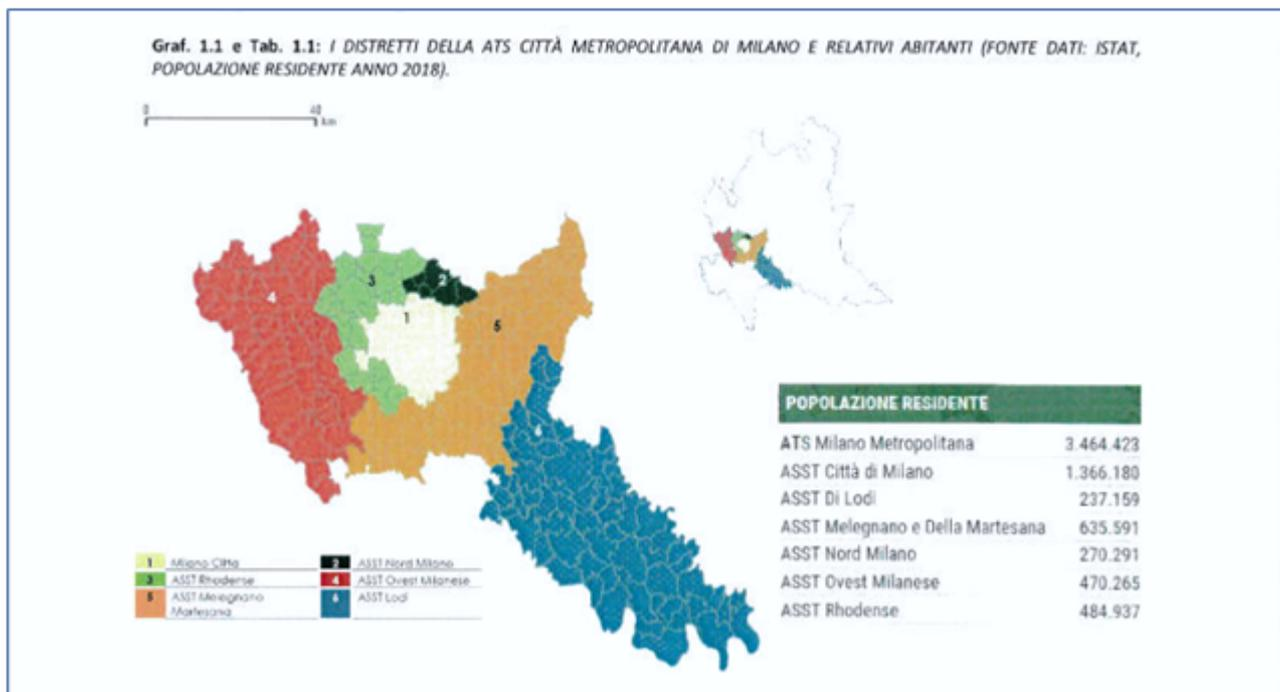 Graf. 1.1 e Tab. 1.1: I DISTRETTI DELLA ATS CITTÀ METROPOLITANA DI MILANO E RELATIVI ABITANTI (FONTE DATI: ISTAT,
POPOLAZIONE RESIDENTE ANNO 2018).
0 40
km
4
3
2
1
5
6
POPOLAZIONE RESIDENTE
ATS Milano Metropolitana 3.464.423
ASST Città di Milano 1.366.180
ASST Di Lodi 237.159
ASST Melegnano e Della Martesana 635.591
ASST Nord Milano 270.291
ASST Ovest Milanese 470.265
ASST Rhodense 484.937
1 Milano Città 2 ASST Nord Milano
3 ASST Rhodense 4 ASST Ovest Milanese
5 ASST Melegnano 6 ASST Lodi
Martesana